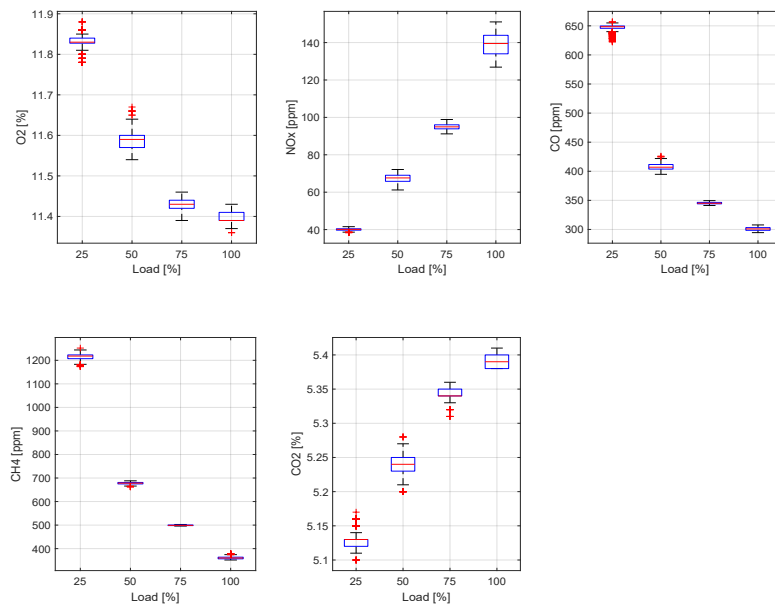 11.9
11.8
11.7
11.6
11.5
11.4
O2 [%]
25 50 75 100
Load [%]
140
120
100
80
60
40
NOx [ppm]
25 50 75 100
Load [%]
650
600
550
500
450
400
350
300
CO [ppm]
25 50 75 100
Load [%]
1200
1100
1000
900
800
700
600
500
400
CH4 [ppm]
25 50 75 100
Load [%]
5.4
5.35
5.3
5.25
5.2
5.15
5.1
CO2 [%]
25 50 75 100
Load [%]